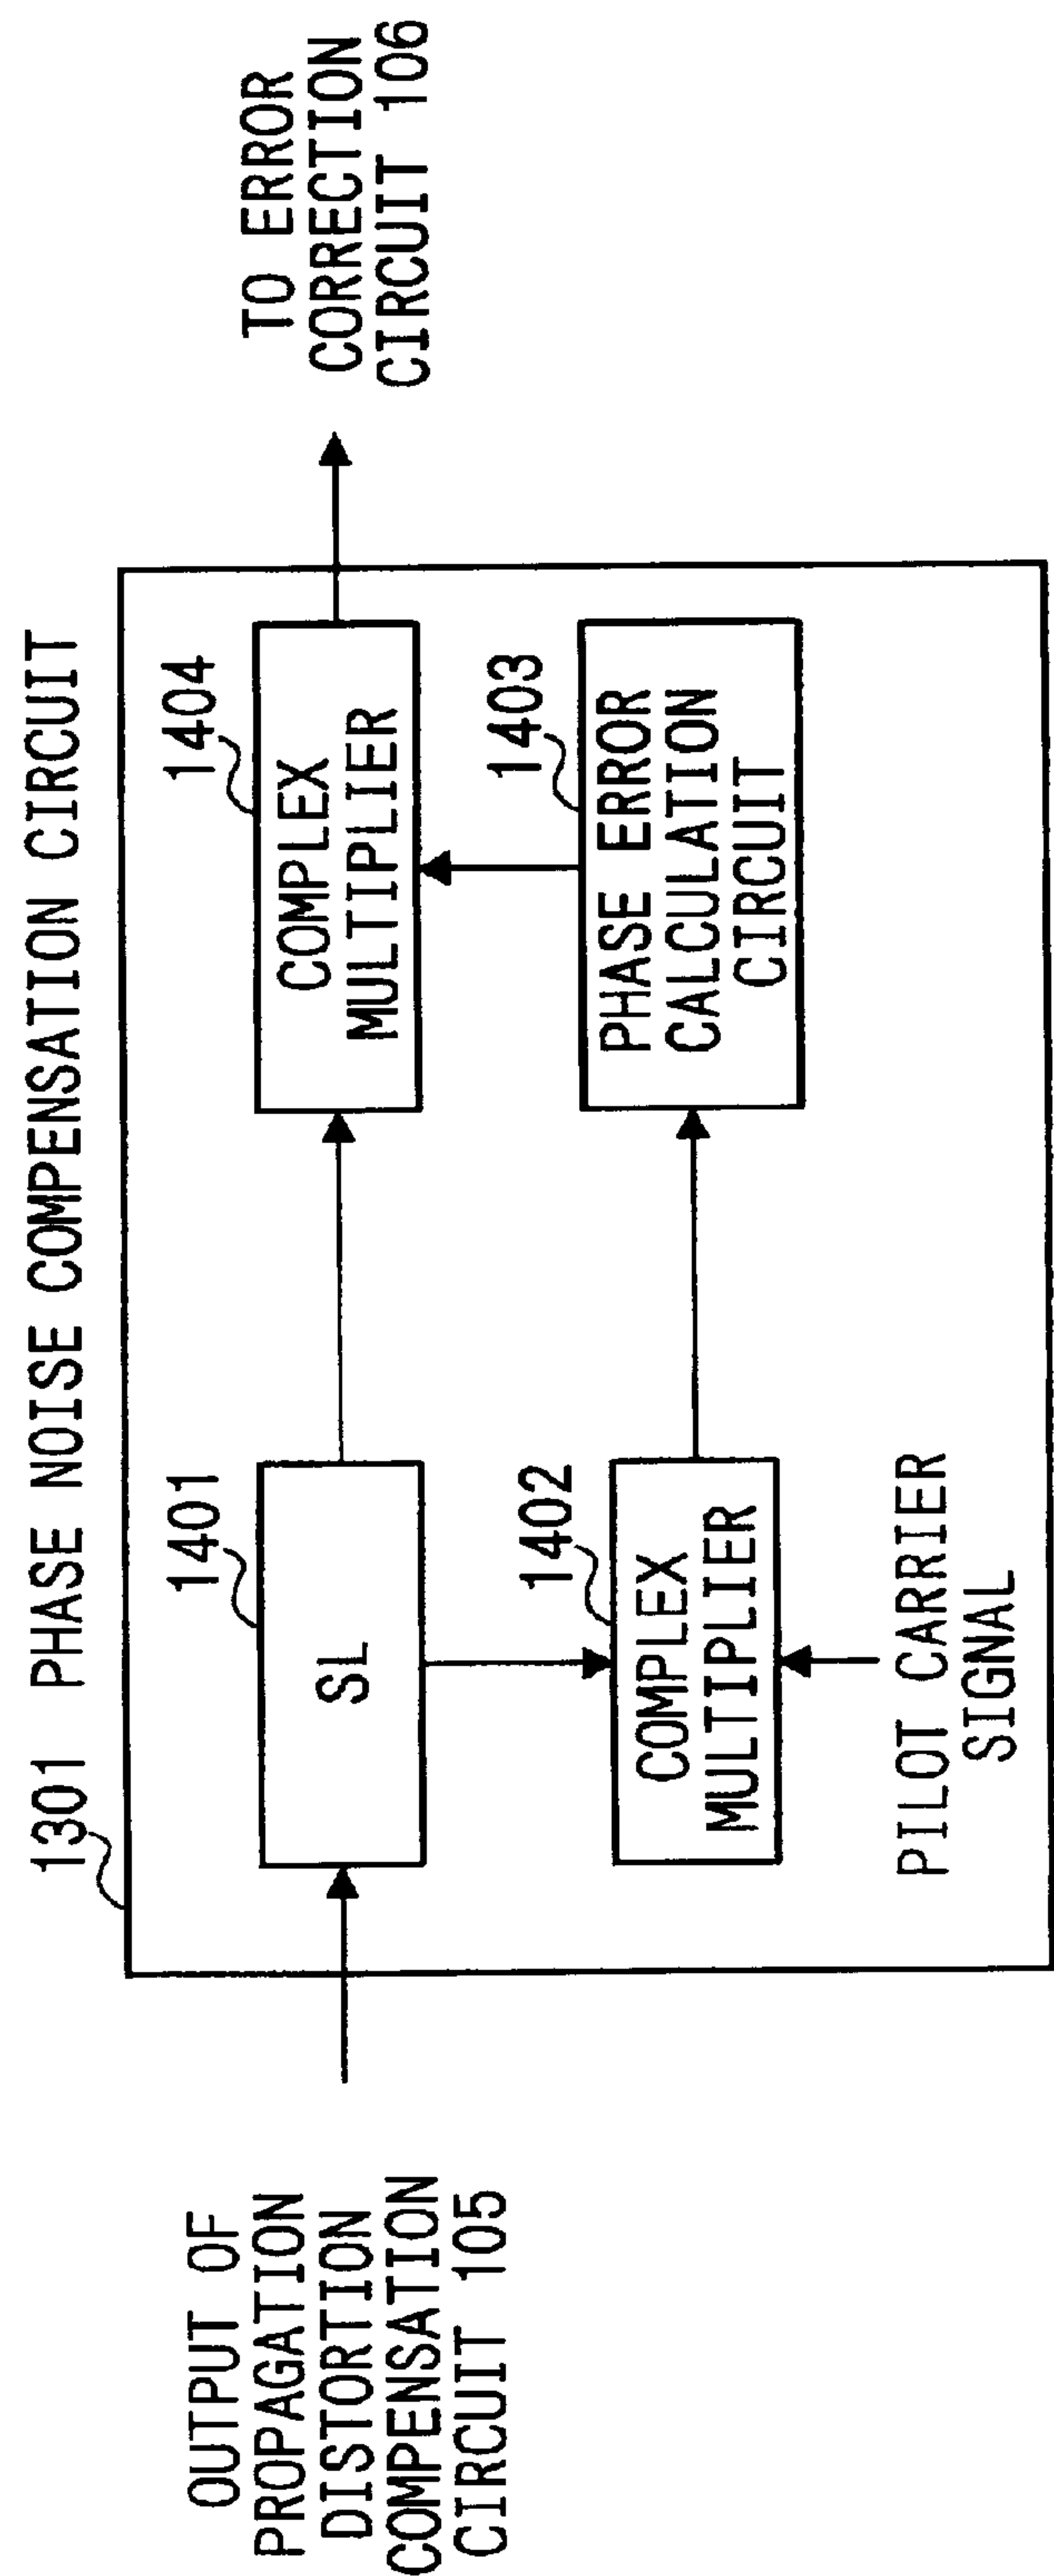 1301 PHASE NOISE COMPENSATION CIRCUIT
OUTPUT OF
PROPAGATION
DISTORTION
COMPENSATION
CIRCUIT 105
1401
SL
1404
COMPLEX
MULTIPLIER
TO ERROR
CORRECTION
CIRCUIT 106
1402
COMPLEX
MULTIPLIER
1403
PHASE ERROR
CALCULATION
CIRCUIT
PILOT CARRIER
SIGNAL